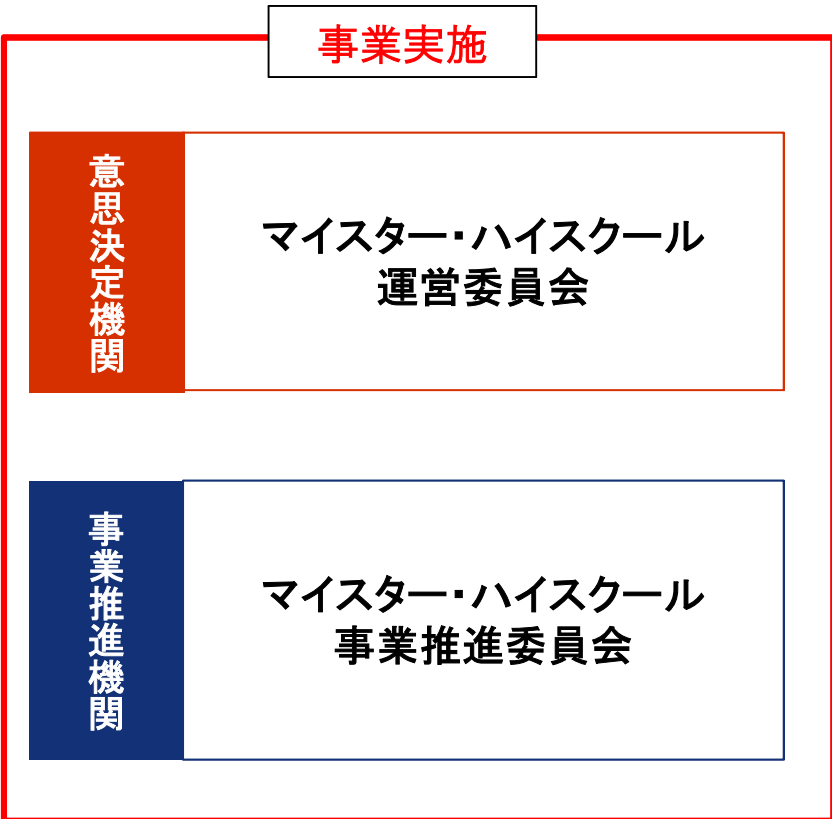 事業実施
意思決定機関
マイスター・ハイスクール
運営委員会
事業推進機関
マイスター・ハイスクール
事業推進委員会